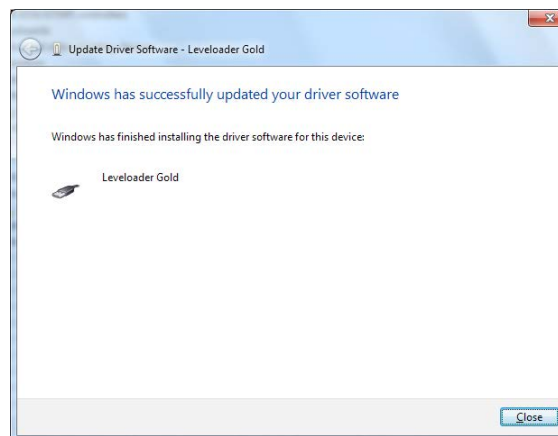 Update Driver Software - Leveloader Gold
Windows has successfully updated your driver software
Windows has finished installing the driver software for this device:
Leveloader Gold
Close